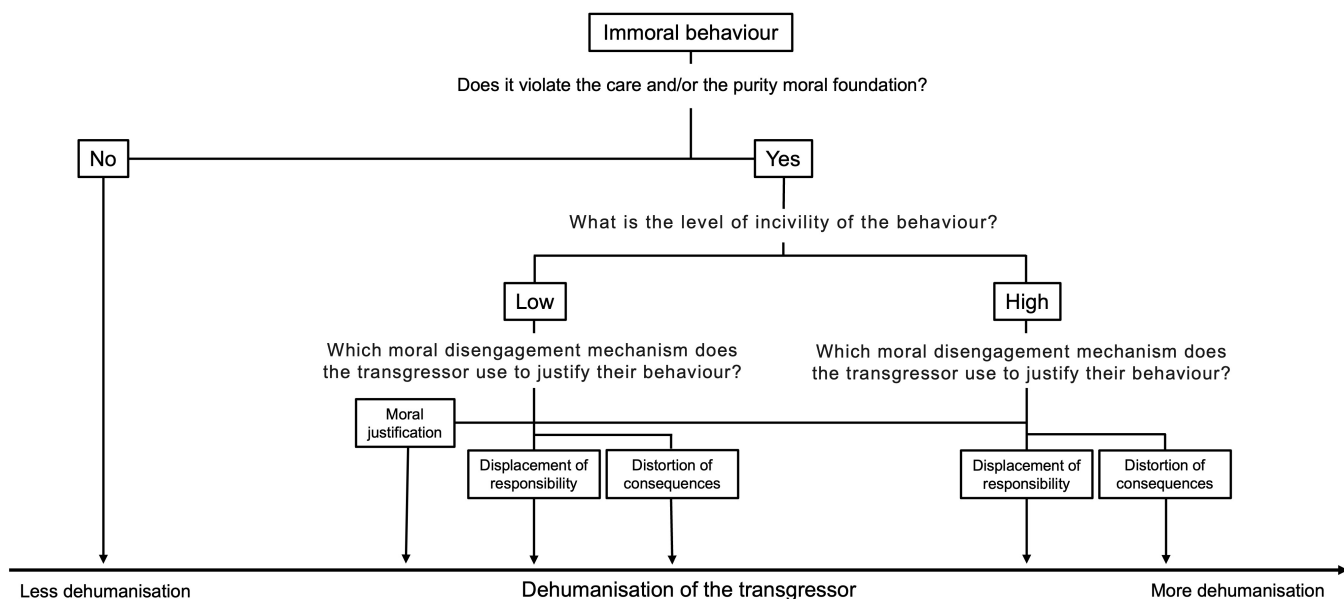 Immoral behaviour
Does it violate the care and/or the purity moral foundation?
No
Yes
What is the level of incivility of the behaviour?
Low
High
Which moral disengagement mechanism does
the transgressor use to justify their behaviour?
Which moral disengagement mechanism does
the transgressor use to justify their behaviour?
Moral
justification
Displacement of
responsibility
Distortion of
consequences
Displacement of
responsibility
Distortion of
consequences
Less dehumanisation
Dehumanisation of the transgressor
More dehumanisation